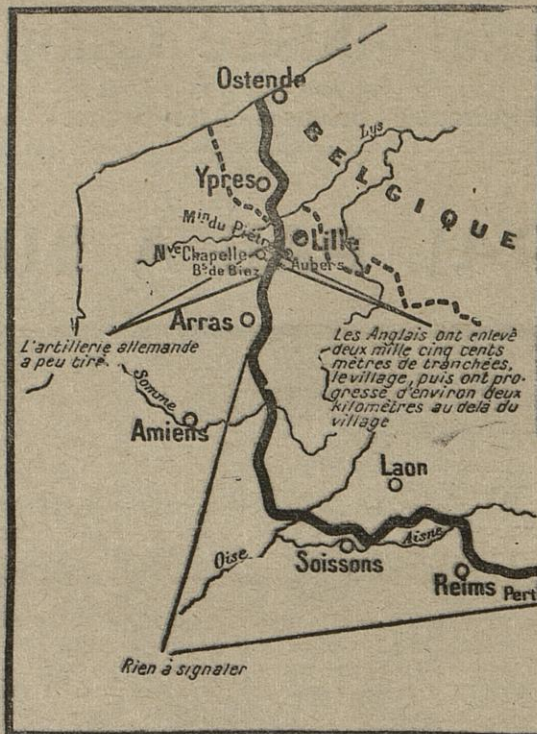 Ostende
Lys
BELGIQUE
Ypres
Min du Piètre
Lille
Nve Chapelle
Aubers
Bs de Biez
Arras
L'artillerie allemande
a peu tiré.
Les Anglais ont enlevé
deux mille cinq cents
mètres de tranchées,
le village, puis ont pro-
gressé d'environ deux
kilomètres au delà du
village
Somme
Amiens
Laon
Oise
Soissons
Aisne
Reims
Pert
Rien à signaler